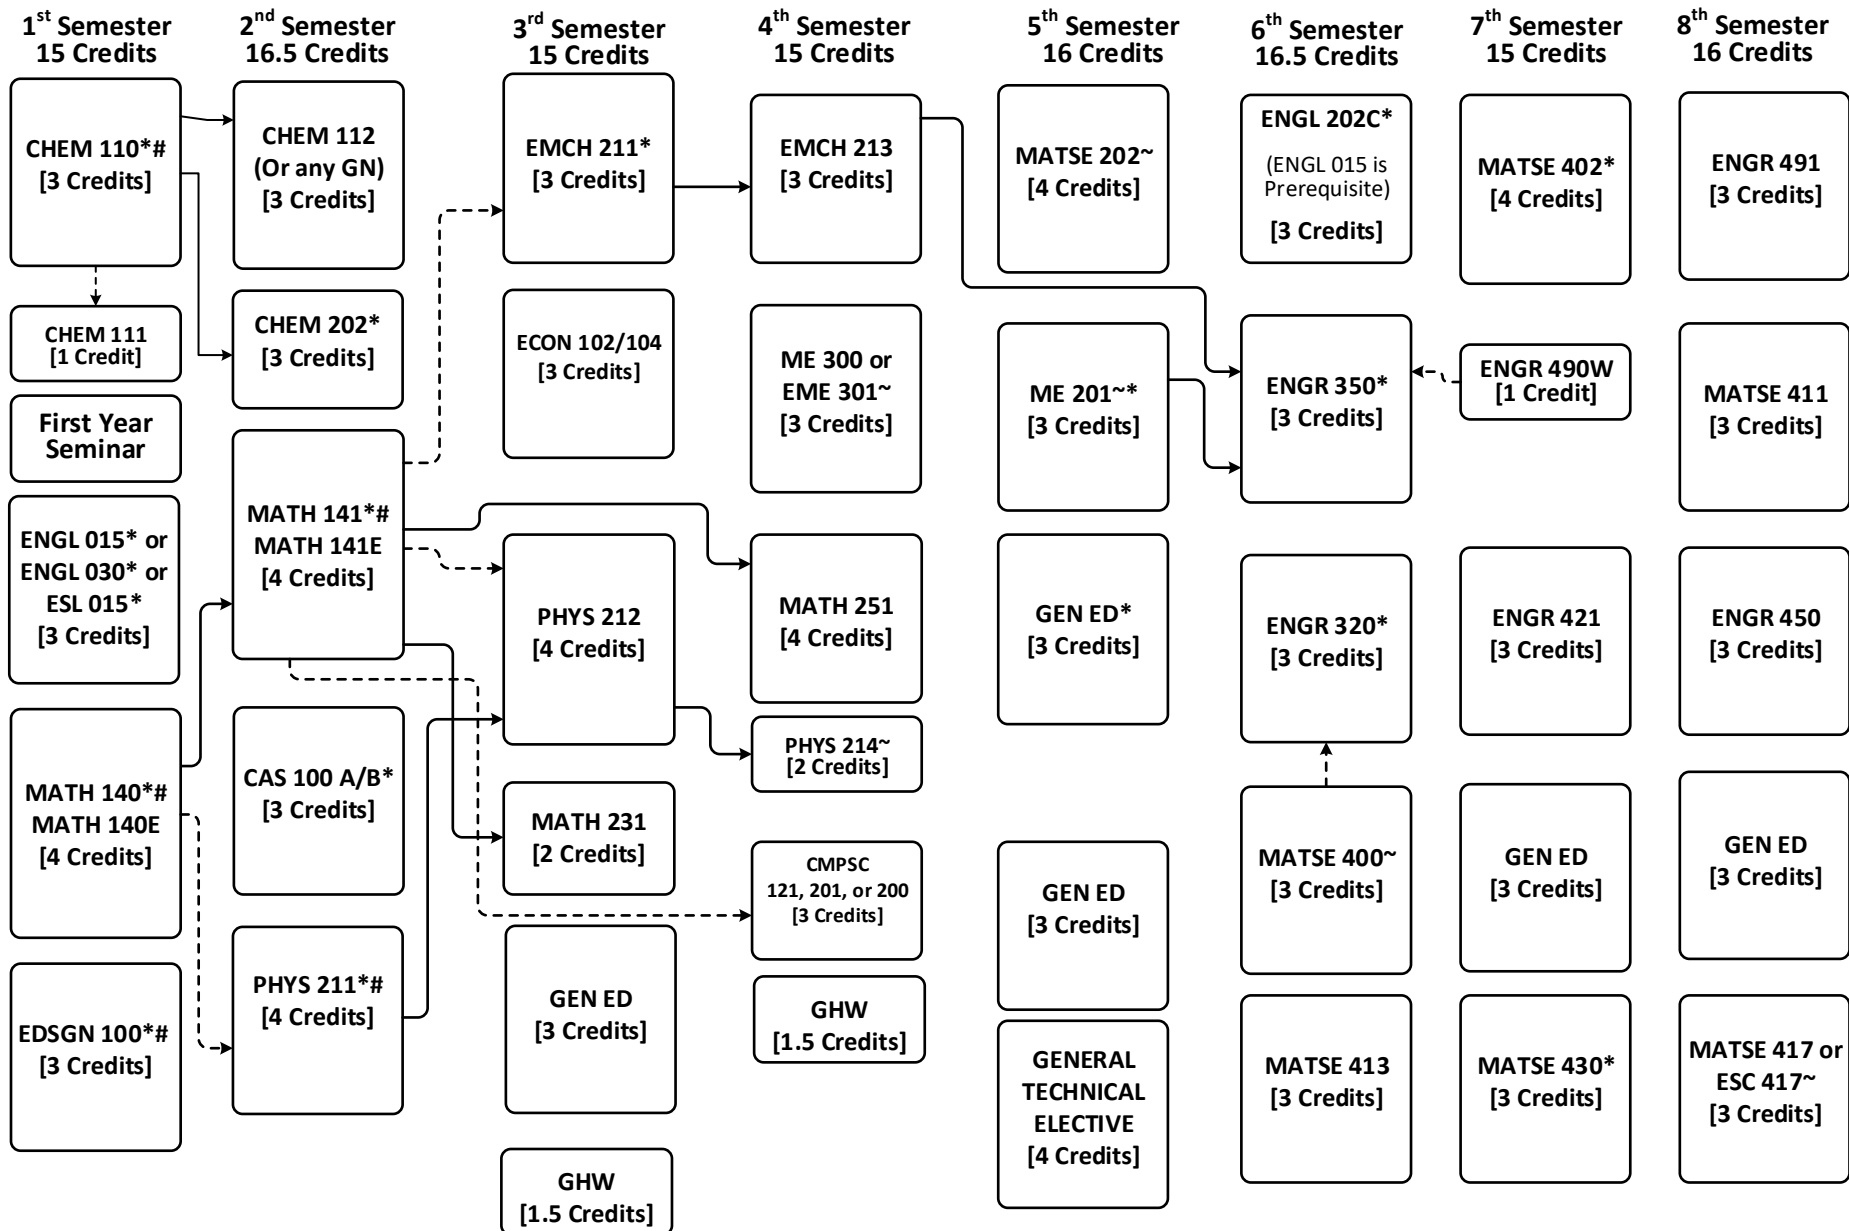 1st Semester
15 Credits
CHEM 110*#
[3 Credits]
CHEM 111
[1 Credit]
First Year
Seminar
ENGL 015* or
ENGL 030* or
ESL 015*
[3 Credits]
MATH 140*#
MATH 140E
[4 Credits]
EDSGN 100*#
[3 Credits]
2nd Semester
16.5 Credits
CHEM 112
(Or any GN)
[3 Credits]
CHEM 202*
[3 Credits]
MATH 141*#
MATH 141E
[4 Credits]
CAS 100 A/B*
[3 Credits]
PHYS 211*#
[4 Credits]
3rd Semester
15 Credits
EMCH 211*
[3 Credits]
ECON 102/104
[3 Credits]
PHYS 212
[4 Credits]
MATH 231
[2 Credits]
GEN ED
[3 Credits]
GHW
[1.5 Credits]
4th Semester
15 Credits
EMCH 213
[3 Credits]
ME 300 or
EME 301~
[3 Credits]
MATH 251
[4 Credits]
PHYS 214~
[2 Credits]
CMPSC
121, 201, or 200
[3 Credits]
GHW
[1.5 Credits]
5th Semester
16 Credits
MATSE 202~
[4 Credits]
ME 201~*
[3 Credits]
GEN ED*
[3 Credits]
GEN ED
[3 Credits]
GENERAL
TECHNICAL
ELECTIVE
[4 Credits]
6th Semester
16.5 Credits
ENGL 202C*
(ENGL 015 is
Prerequisite)
[3 Credits]
ENGR 350*
[3 Credits]
ENGR 320*
[3 Credits]
MATSE 400~
[3 Credits]
MATSE 413
[3 Credits]
7th Semester
15 Credits
MATSE 402*
[4 Credits]
ENGR 490W
[1 Credit]
ENGR 421
[3 Credits]
GEN ED
[3 Credits]
MATSE 430*
[3 Credits]
8th Semester
16 Credits
ENGR 491
[3 Credits]
MATSE 411
[3 Credits]
ENGR 450
[3 Credits]
GEN ED
[3 Credits]
MATSE 417 or
ESC 417~
[3 Credits]